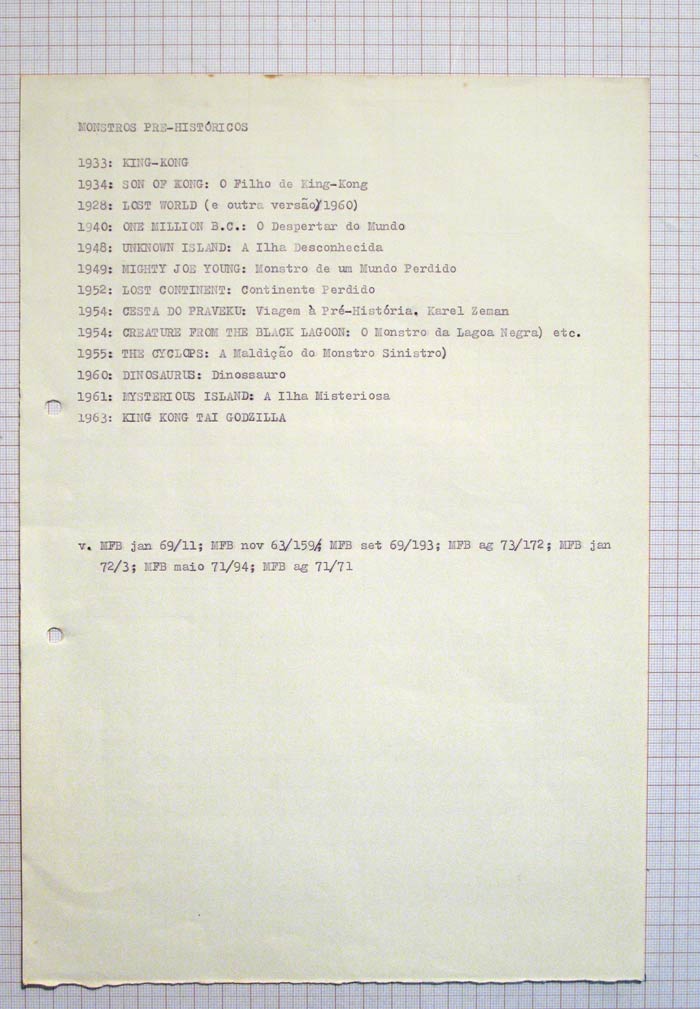 MONSTROS PRE-HISTÓRICOS
1933: KING-KONG
1934: SON OF KONG: O Filho de King-Kong
1928: LOST WORLD (e outra versão/1960)
1940: ONE MILLION B.C.: O Despertar do Mundo
1948: UNKNOWN ISLAND: A Ilha Desconhecida
1949: MIGHTY JOE YOUNG: Monstro de um Mundo Perdido
1952: LOST CONTINENT: Continente Perdido
1954: CESTA DO PRAVEKU: Viagem à Pré-História. Karel Zeman
1954: CREATURE FROM THE BLACK LAGOON: O Monstro da Lagoa Negra) etc.
1955: THE CYCLOPS: A Maldição do Monstro Sinistro)
1960: DINOSAURUS: Dinossauro
1961: MYSTERIOUS ISLAND: A Ilha Misteriosa
1963: KING KONG TAI GODZILLA
v. MFB jan 69/11; MFB nov 63/159; MFB set 69/193; MFB ag 73/172; MFB jan
72/3; MFB maio 71/94; MFB ag 71/71